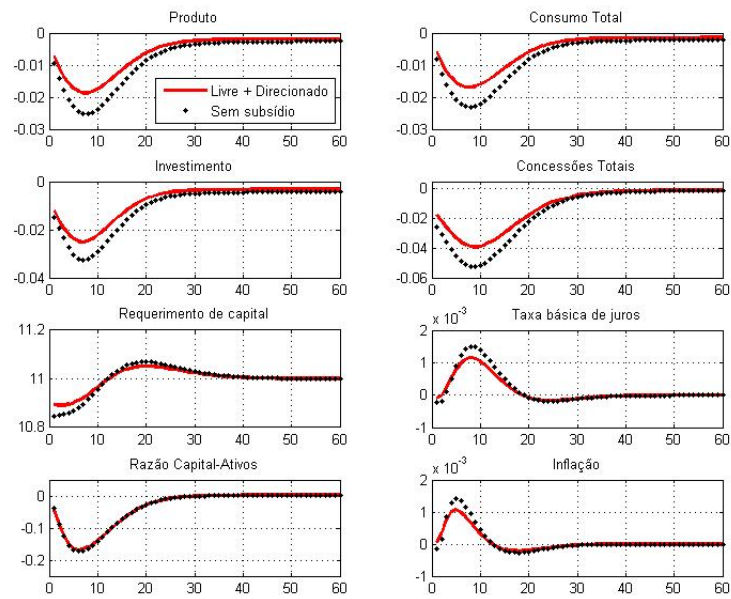 Produto
0
-0.01
-0.02
-0.03
0 10 20 30 40 50 60
Livre + Direcionado
Sem subsídio
Consumo Total
0
-0.01
-0.02
-0.03
0 10 20 30 40 50 60
Investimento
0
-0.02
-0.04
0 10 20 30 40 50 60
Concessões Totais
0
-0.02
-0.04
-0.06
0 10 20 30 40 50 60
Requerimento de capital
11.2
11
10.8
0 10 20 30 40 50 60
Taxa básica de juros
x 10^-3
2
1
0
-1
0 10 20 30 40 50 60
Razão Capital-Ativos
0
-0.1
-0.2
0 10 20 30 40 50 60
Inflação
x 10^-3
2
1
0
-1
0 10 20 30 40 50 60